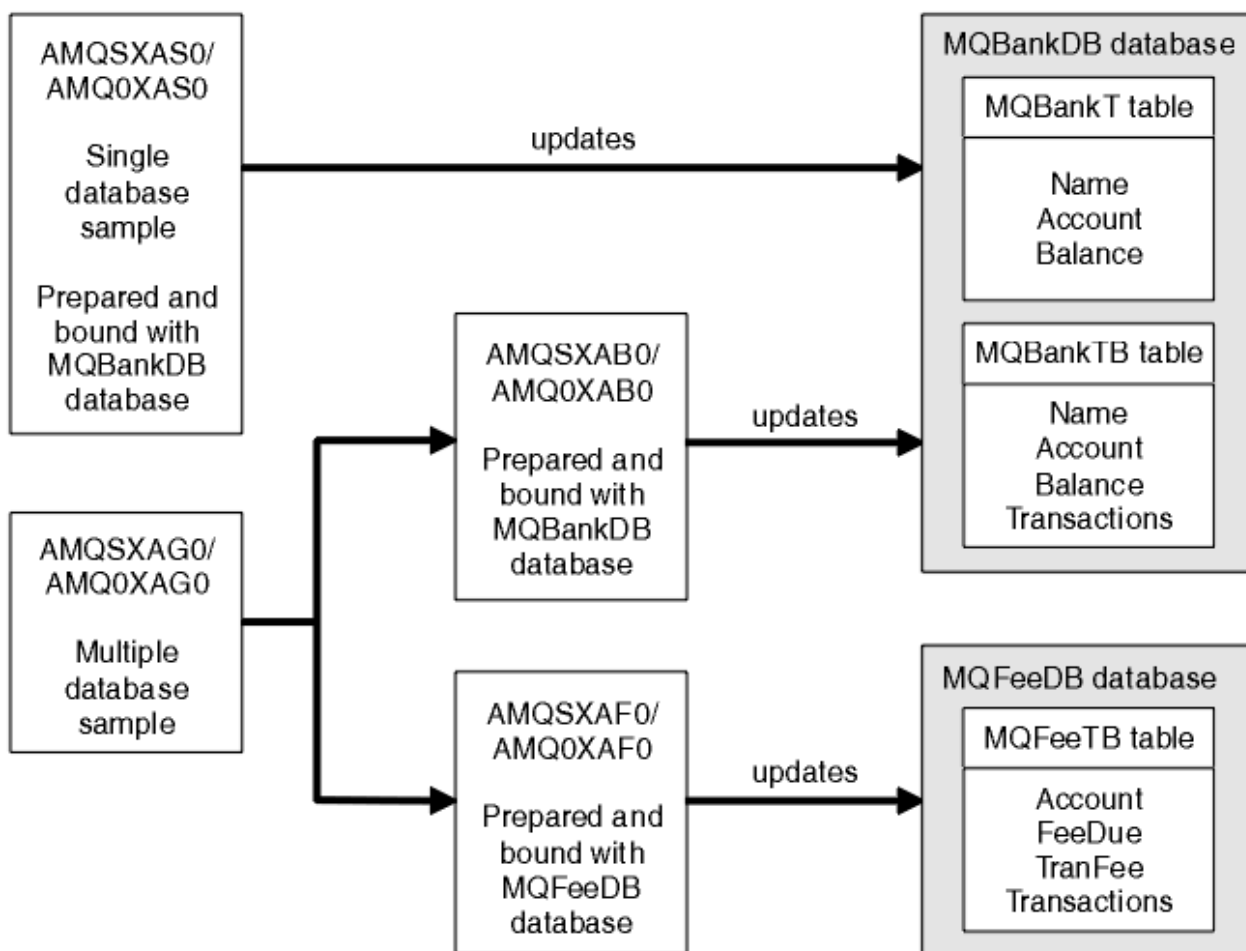 AMQSXAS0/
AMQ0XAS0
Single
database
sample
Prepared and
bound with
MQBankDB
database
updates
MQBankDB database
MQBankT table
Name
Account
Balance
MQBankTB table
Name
Account
Balance
Transactions
AMQSXAG0/
AMQ0XAG0
Multiple
database
sample
AMQSXAB0/
AMQ0XAB0
Prepared and
bound with
MQBankDB
database
updates
AMQSXAF0/
AMQ0XAF0
Prepared and
bound with
MQFeeDB
database
updates
MQFeeDB database
MQFeeTB table
Account
FeeDue
TranFee
Transactions